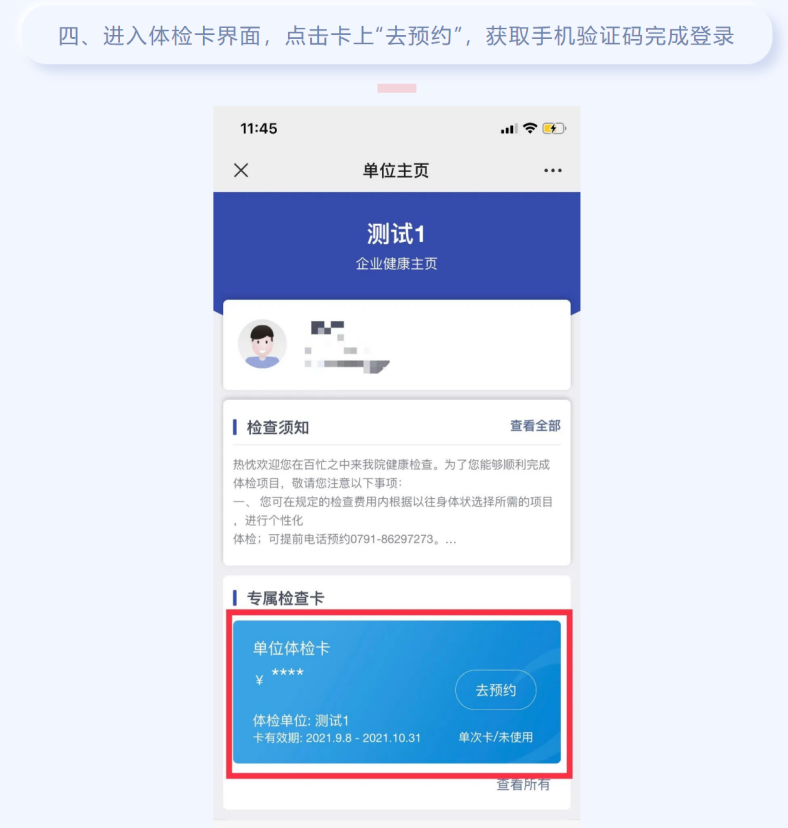 四、进入体检卡界面，点击卡上“去预约”，获取手机验证码完成登录
11:45
单位主页
测试1
企业健康主页
检查须知
查看全部
热忱欢迎您在百忙之中来我院健康检查。为了您能够顺利完成
体检项目，敬请您注意以下事项：
一、 您可在规定的检查费用内根据以往身体状选择所需的项目
，进行个性化
体检；可提前电话预约0791-86297273。...
专属检查卡
单位体检卡
¥ ****
去预约
体检单位: 测试1
卡有效期: 2021.9.8 - 2021.10.31
单次卡/未使用
查看所有